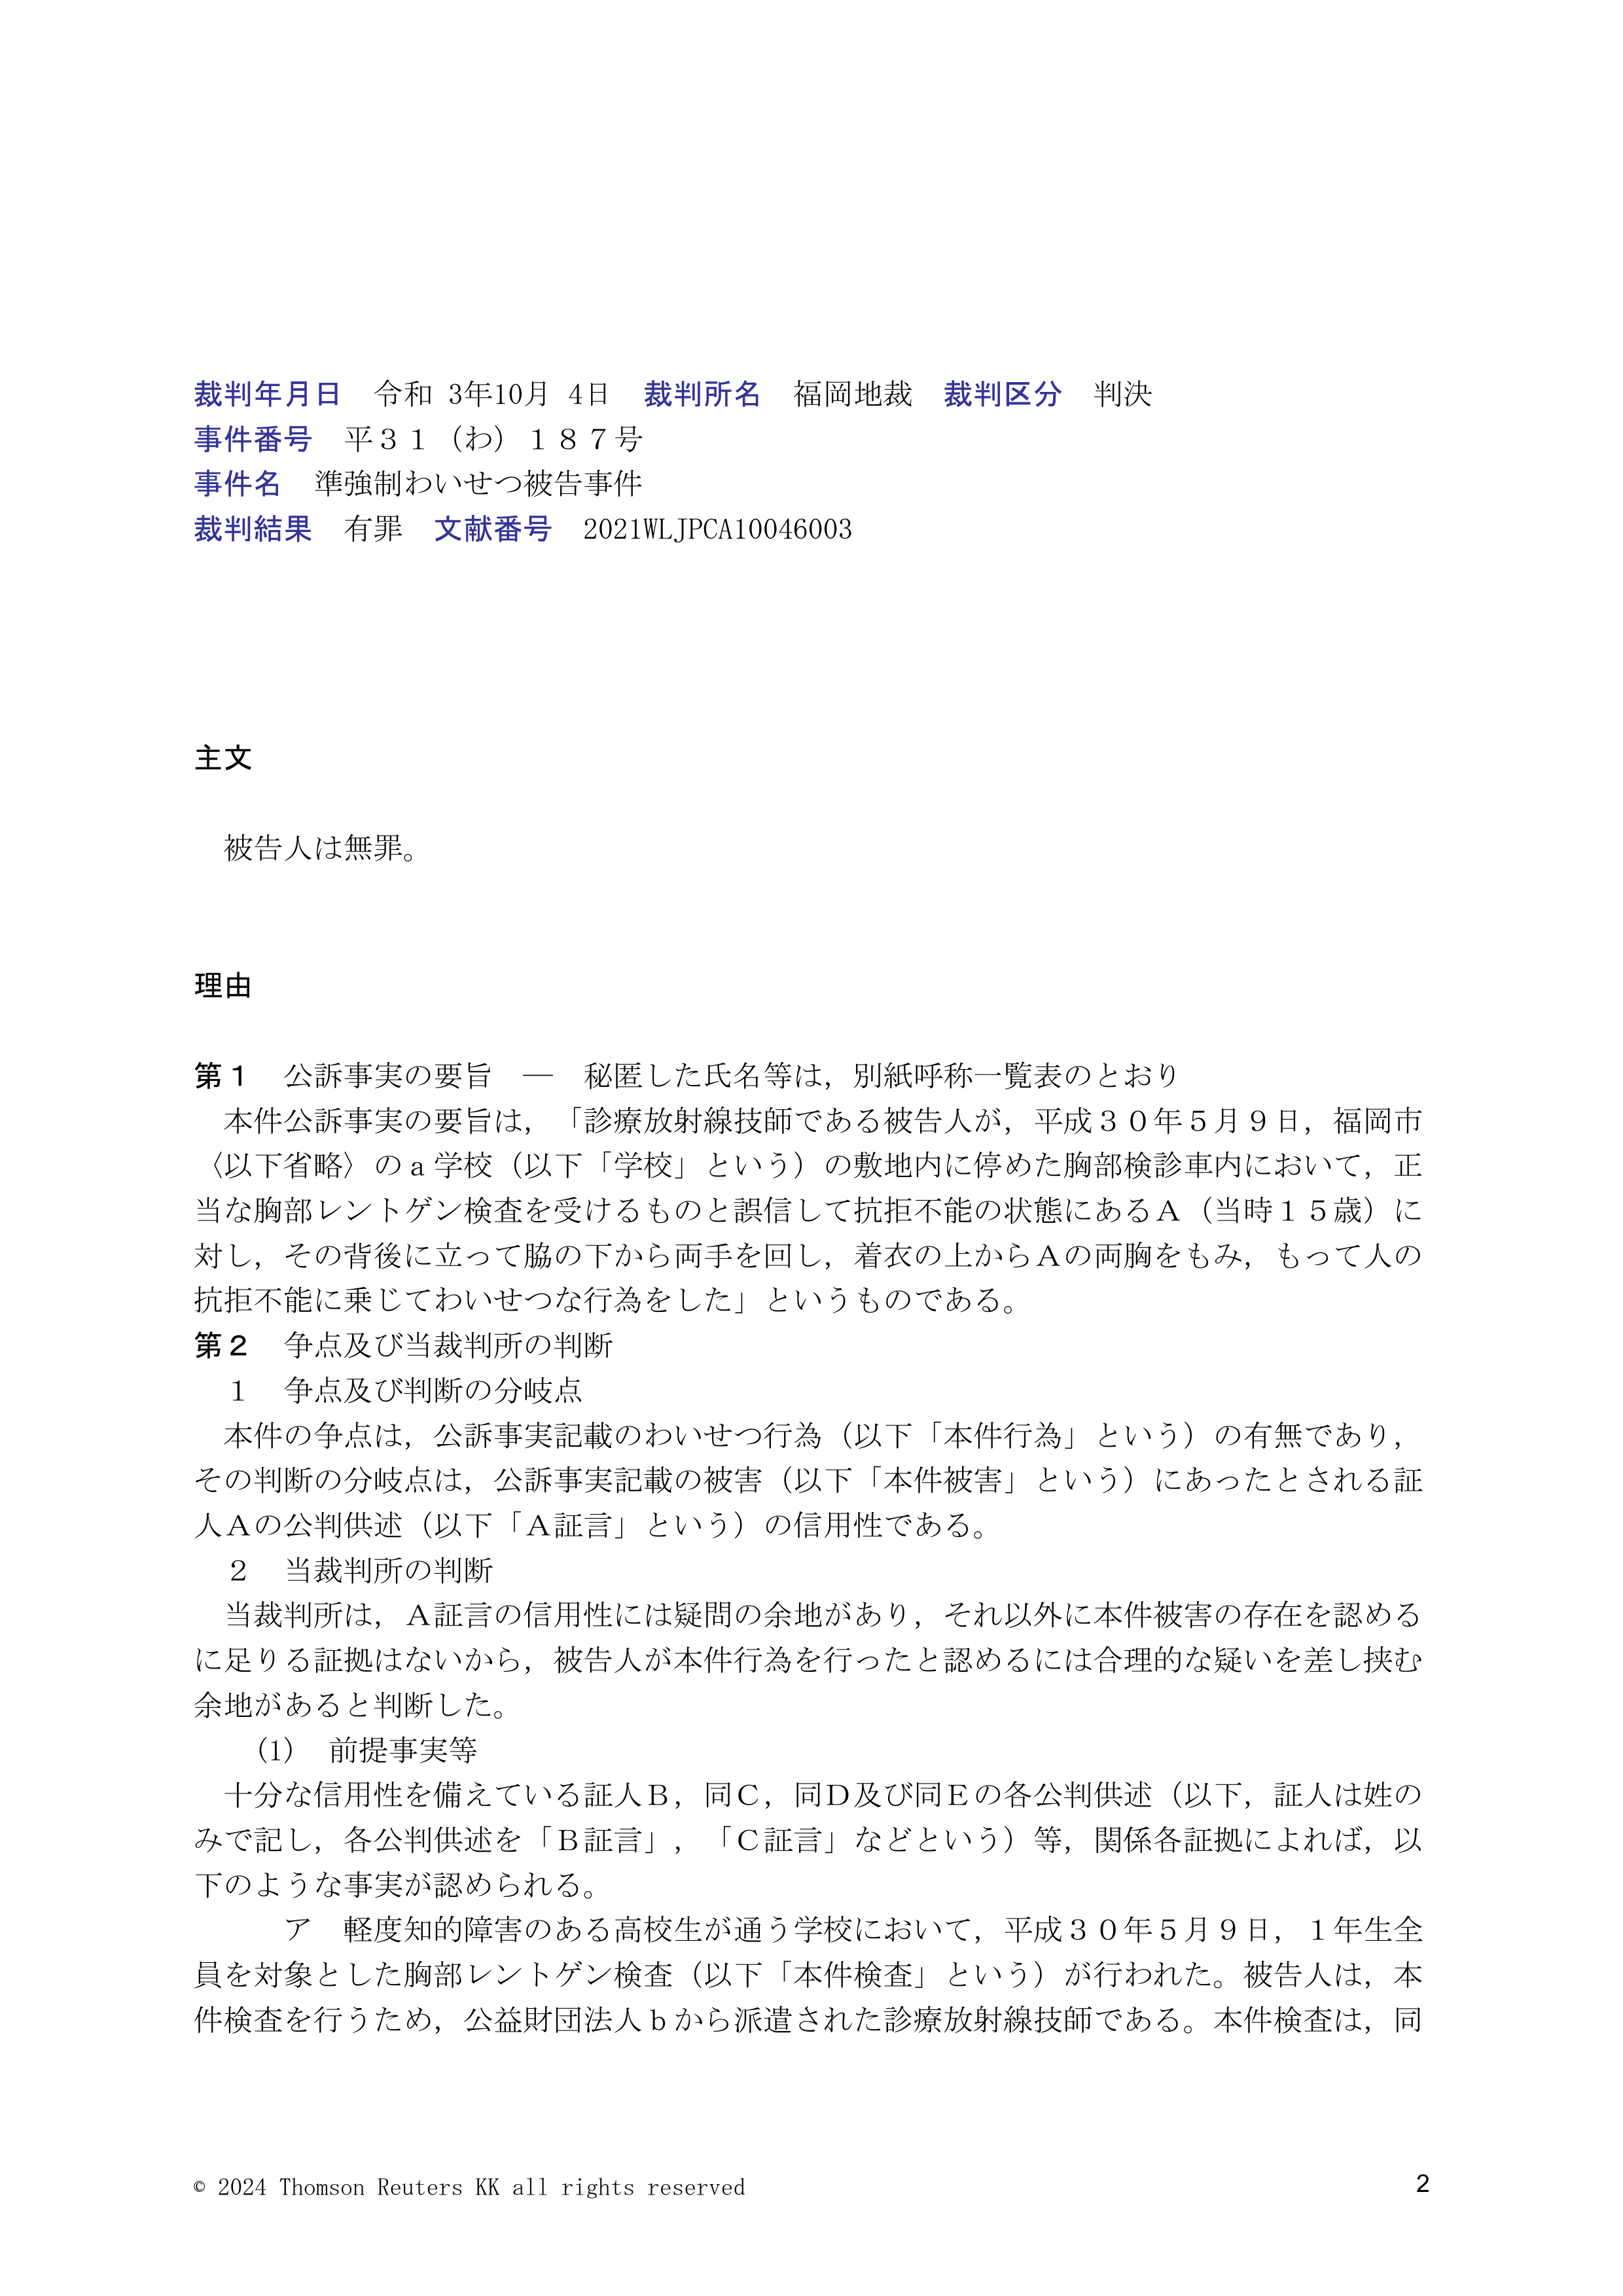 裁判年月日　令和 3年10月 4日　裁判所名　福岡地裁　裁判区分　判決
事件番号　平３１（わ）１８７号
事件名　準強制わいせつ被告事件
裁判結果　有罪　文献番号　2021WLJPCA10046003
主文
　被告人は無罪。
理由
第１　公訴事実の要旨　―　秘匿した氏名等は，別紙呼称一覧表のとおり
　本件公訴事実の要旨は，「診療放射線技師である被告人が，平成３０年５月９日，福岡市
〈以下省略〉のａ学校（以下「学校」という）の敷地内に停めた胸部検診車内において，正
当な胸部レントゲン検査を受けるものと誤信して抗拒不能の状態にあるＡ（当時１５歳）に
対し，その背後に立って脇の下から両手を回し，着衣の上からＡの両胸をもみ，もって人の
抗拒不能に乗じてわいせつな行為をした」というものである。
第２　争点及び当裁判所の判断
　１　争点及び判断の分岐点
　本件の争点は，公訴事実記載のわいせつ行為（以下「本件行為」という）の有無であり，
その判断の分岐点は，公訴事実記載の被害（以下「本件被害」という）にあったとされる証
人Ａの公判供述（以下「Ａ証言」という）の信用性である。
　２　当裁判所の判断
　当裁判所は，Ａ証言の信用性には疑問の余地があり，それ以外に本件被害の存在を認める
に足りる証拠はないから，被告人が本件行為を行ったと認めるには合理的な疑いを差し挟む
余地があると判断した。
　　(1)　前提事実等
　十分な信用性を備えている証人Ｂ，同Ｃ，同Ｄ及び同Ｅの各公判供述（以下，証人は姓の
みで記し，各公判供述を「Ｂ証言」，「Ｃ証言」などという）等，関係各証拠によれば，以
下のような事実が認められる。
　　　ア　軽度知的障害のある高校生が通う学校において，平成３０年５月９日，１年生全
員を対象とした胸部レントゲン検査（以下「本件検査」という）が行われた。被告人は，本
件検査を行うため，公益財団法人ｂから派遣された診療放射線技師である。本件検査は，同
© 2024 Thomson Reuters KK all rights reserved
2